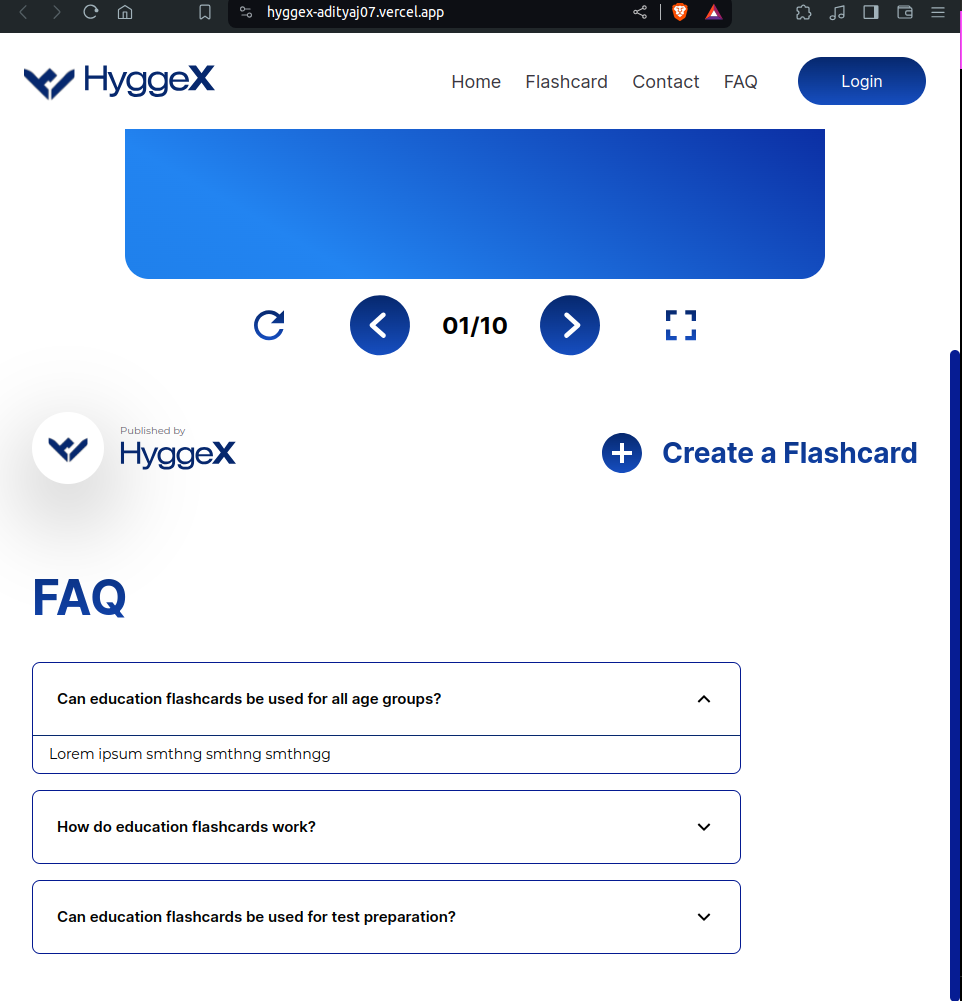 hyggex-adityaj07.vercel.app
HyggeX
Home Flashcard Contact FAQ Login
01/10
Published by
HyggeX
Create a Flashcard
FAQ
Can education flashcards be used for all age groups?
Lorem ipsum smthng smthng smthngg
How do education flashcards work?
Can education flashcards be used for test preparation?